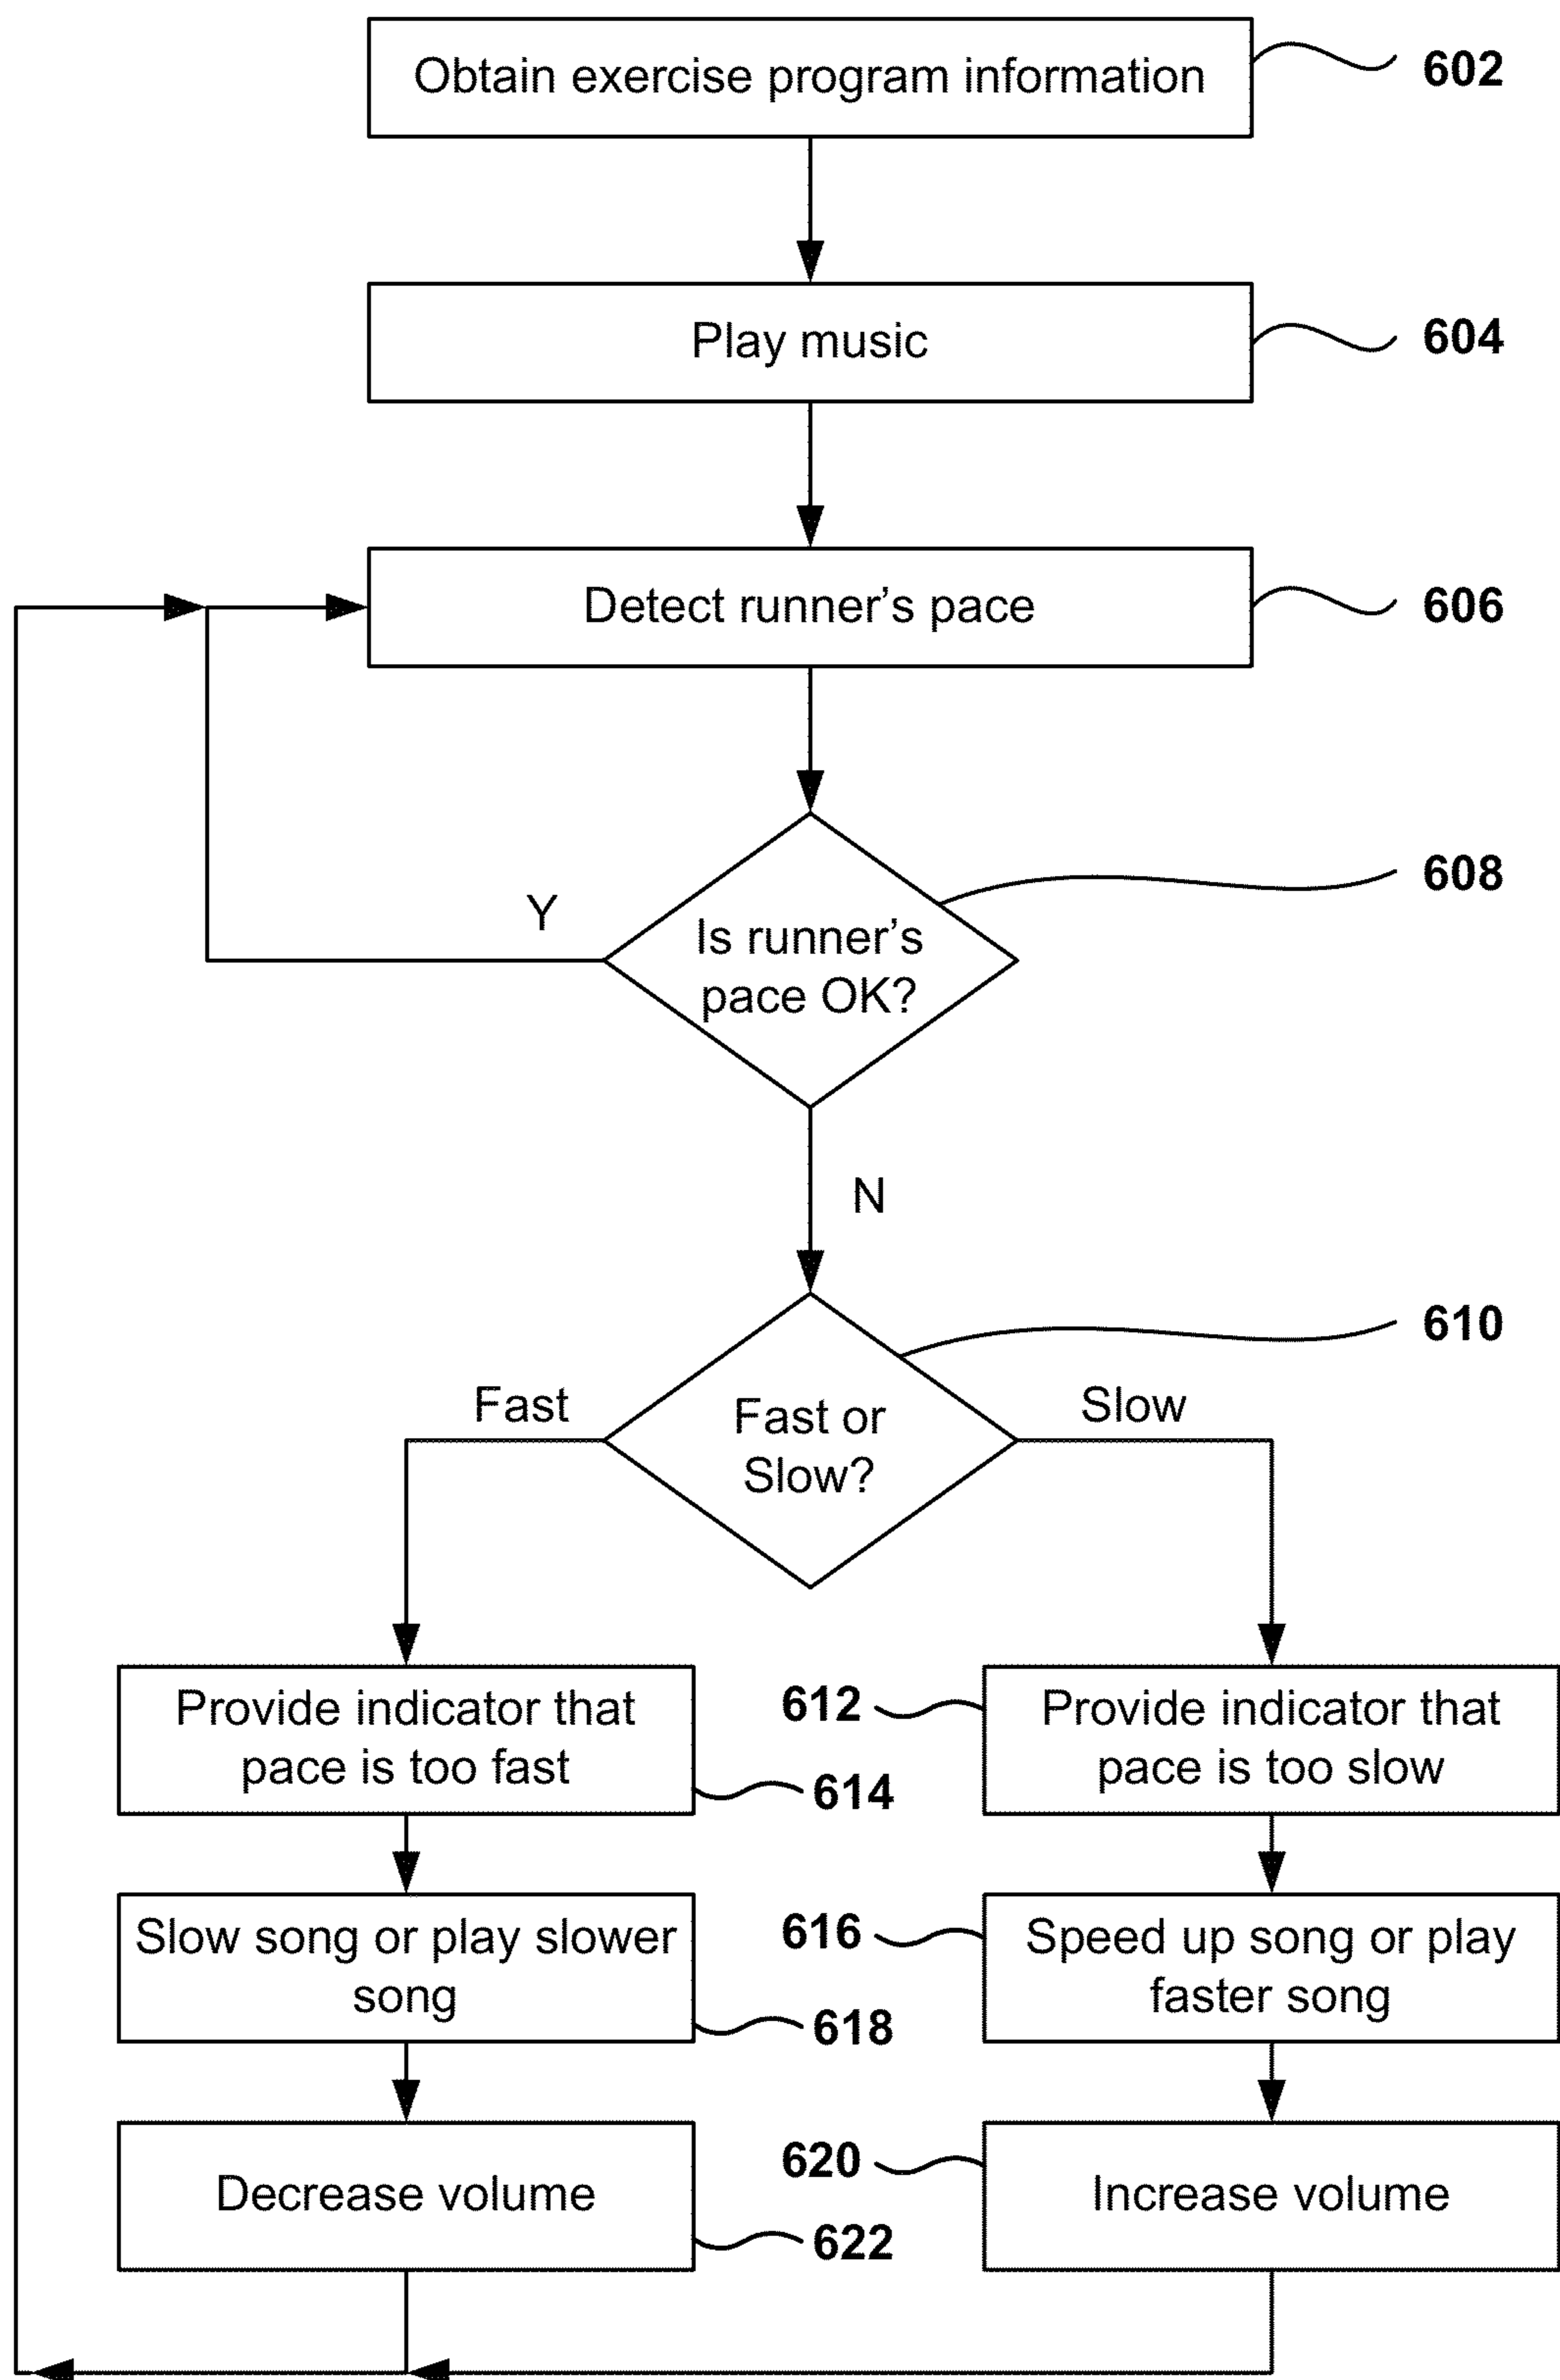 Obtain exercise program information
602
Play music
604
Detect runner’s pace
606
608
Y
Is runner’s
pace OK?
N
610
Fast
Slow
Fast or
Slow?
Provide indicator that
pace is too fast
614
612
Provide indicator that
pace is too slow
Slow song or play slower
song
618
616
Speed up song or play
faster song
Decrease volume
622
620
Increase volume